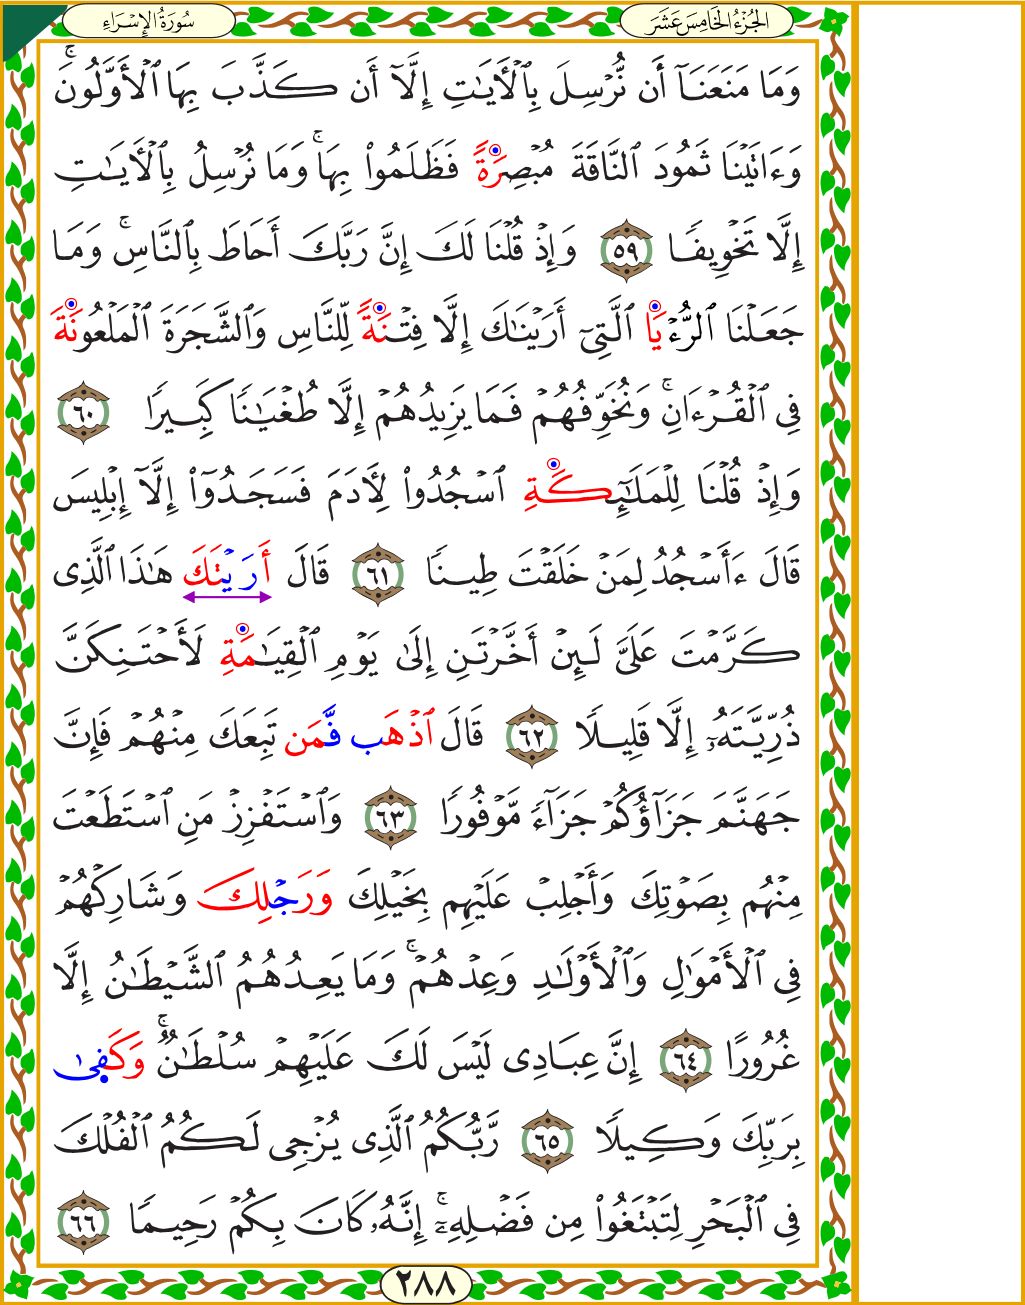 سُورَةُ الإِسْرَاءِ
الجُزْءُ الخَامِسَ عَشَرَ
وَمَا مَنَعَنَآ أَن نُّرْسِلَ بِٱلْأَيَٰتِ إِلَّآ أَن كَذَّبَ بِهَا ٱلْأَوَّلُونَۚ
وَءَاتَيْنَا ثَمُودَ ٱلنَّاقَةَ مُبْصِرَةً فَظَلَمُوا۟ بِهَاۚ وَمَا نُرْسِلُ بِٱلْأَيَٰتِ
إِلَّا تَخْوِيفًا ٥٩ وَإِذْ قُلْنَا لَكَ إِنَّ رَبَّكَ أَحَاطَ بِٱلنَّاسِۚ وَمَا
جَعَلْنَا ٱلرُّءْيَا ٱلَّتِىٓ أَرَيْنَٰكَ إِلَّا فِتْنَةً لِّلنَّاسِ وَٱلشَّجَرَةَ ٱلْمَلْعُونَةَ
فِى ٱلْقُرْءَانِۚ وَنُخَوِّفُهُمْ فَمَا يَزِيدُهُمْ إِلَّا طُغْيَٰنًا كَبِيرًا ٦٠
وَإِذْ قُلْنَا لِلْمَلَٰٓئِكَةِ ٱسْجُدُوا۟ لِأَدَمَ فَسَجَدُوٓا۟ إِلَّآ إِبْلِيسَ
قَالَ ءَأَسْجُدُ لِمَنْ خَلَقْتَ طِينًا ٦١ قَالَ أَرَيْتَكَ هَٰذَا ٱلَّذِى
كَرَّمْتَ عَلَىَّ لَئِنْ أَخَّرْتَنِ إِلَىٰ يَوْمِ ٱلْقِيَٰمَةِ لَأَحْتَنِكَنَّ
ذُرِّيَّتَهُۥٓ إِلَّا قَلِيلًا ٦٢ قَالَ ٱذْهَب فَّمَن تَبِعَكَ مِنْهُمْ فَإِنَّ
جَهَنَّمَ جَزَآؤُكُمْ جَزَآءً مَّوْفُورًا ٦٣ وَٱسْتَفْزِزْ مَنِ ٱسْتَطَعْتَ
مِنْهُم بِصَوْتِكَ وَأَجْلِبْ عَلَيْهِم بِخَيْلِكَ وَرَجْلِكَ وَشَارِكْهُمْ
فِى ٱلْأَمْوَٰلِ وَٱلْأَوْلَٰدِ وَعِدْهُمْۚ وَمَا يَعِدُهُمُ ٱلشَّيْطَٰنُ إِلَّا
غُرُورًا ٦٤ إِنَّ عِبَادِى لَيْسَ لَكَ عَلَيْهِمْ سُلْطَٰنٌۚ وَكَفَىٰ
بِرَبِّكَ وَكِيلًا ٦٥ رَّبُّكُمُ ٱلَّذِى يُزْجِى لَكُمُ ٱلْفُلْكَ
فِى ٱلْبَحْرِ لِتَبْتَغُوا۟ مِن فَضْلِهِۦٓۚ إِنَّهُۥ كَانَ بِكُمْ رَحِيمًا ٦٦
٢٨٨